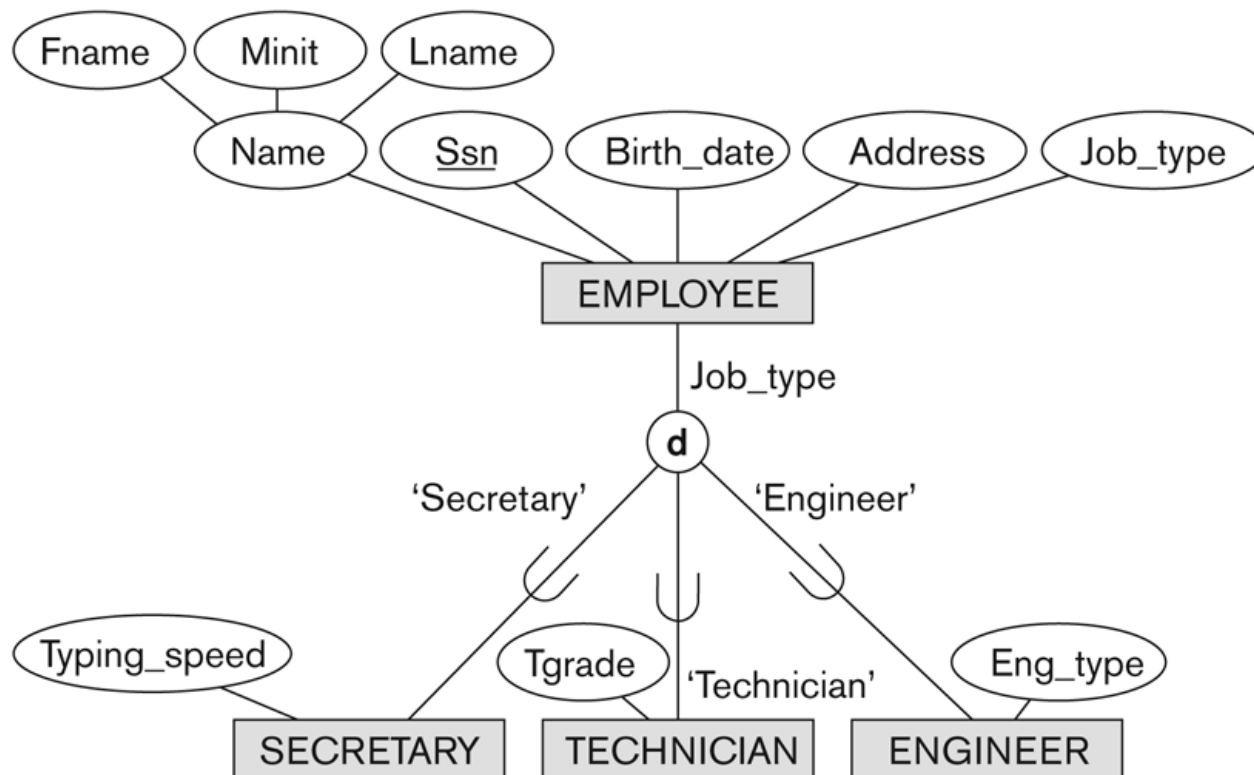 Fname
Minit
Lname
Name
Ssn
Birth_date
Address
Job_type
EMPLOYEE
Job_type
d
‘Secretary’
‘Engineer’
Typing_speed
Tgrade
‘Technician’
Eng_type
SECRETARY
TECHNICIAN
ENGINEER